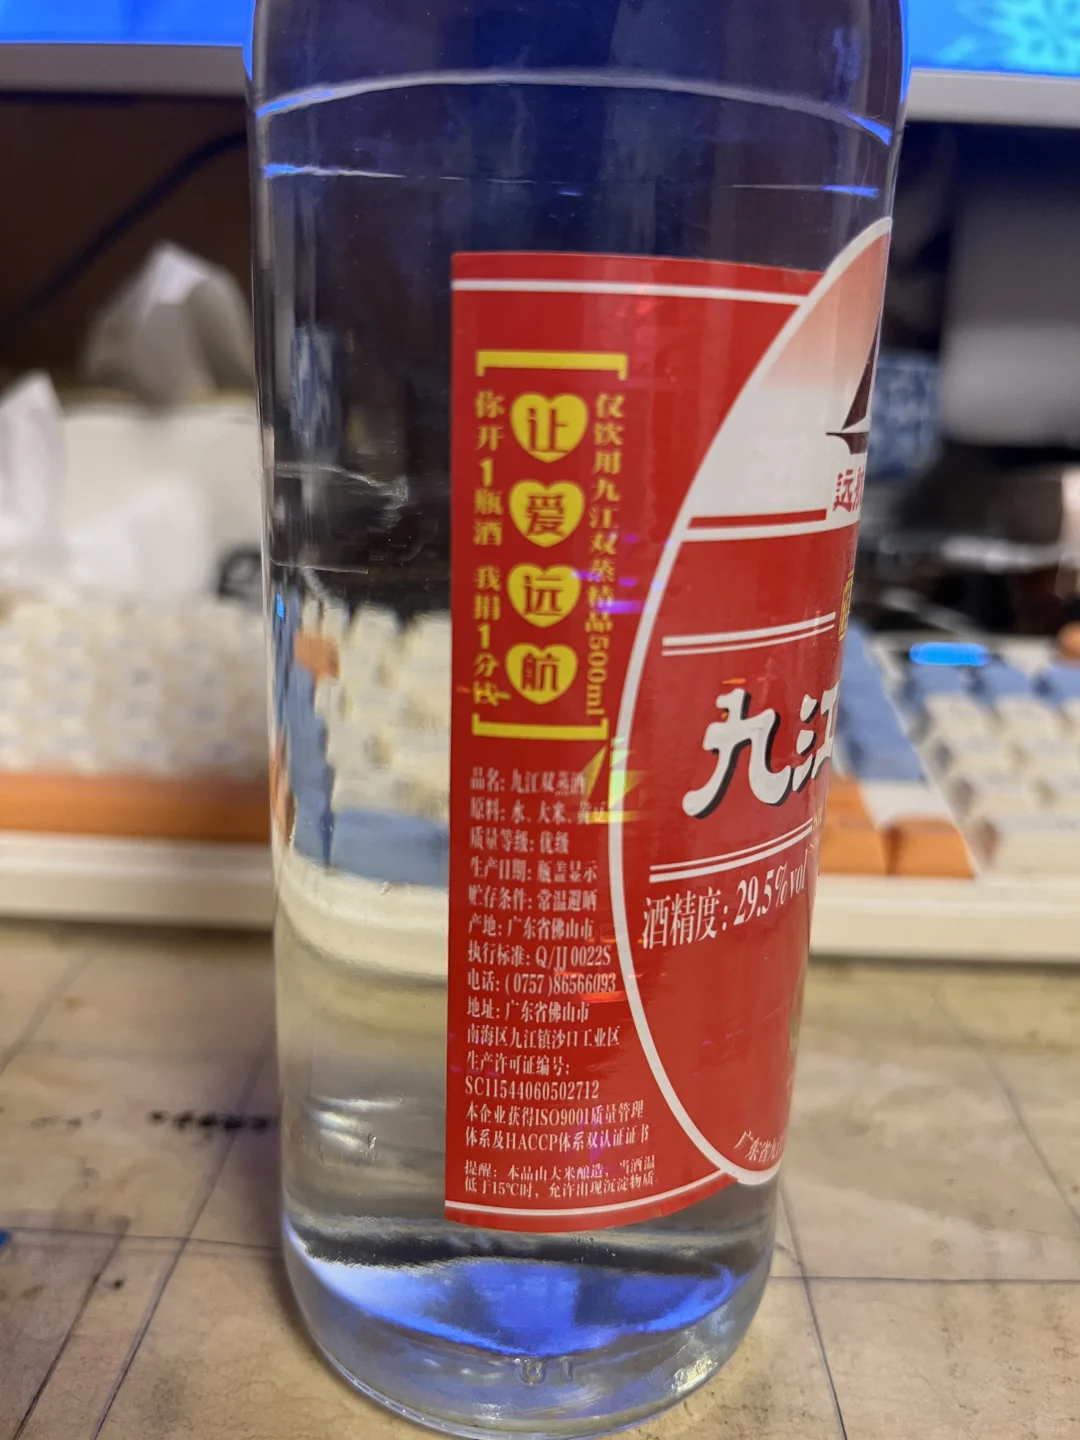 仅饮用九江双蒸精品500ml
让爱远航
你开1瓶酒 我捐1分钱
品名: 九江双蒸酒
原料: 水、大米、黄豆
质量等级: 优级
生产日期: 瓶盖显示
贮存条件: 常温避晒
产地: 广东省佛山市
执行标准: Q/JJ 0022S
电话: (0757)86566093
地址: 广东省佛山市
南海区九江镇沙口工业区
生产许可证编号:
SC11544060502712
本企业获得ISO9001质量管理
体系及HACCP体系双认证证书
提醒: 本品由大米酿造, 当酒温
低于15℃时, 允许出现沉淀物质
远航
九江
酒精度: 29.5%vol
广东省九